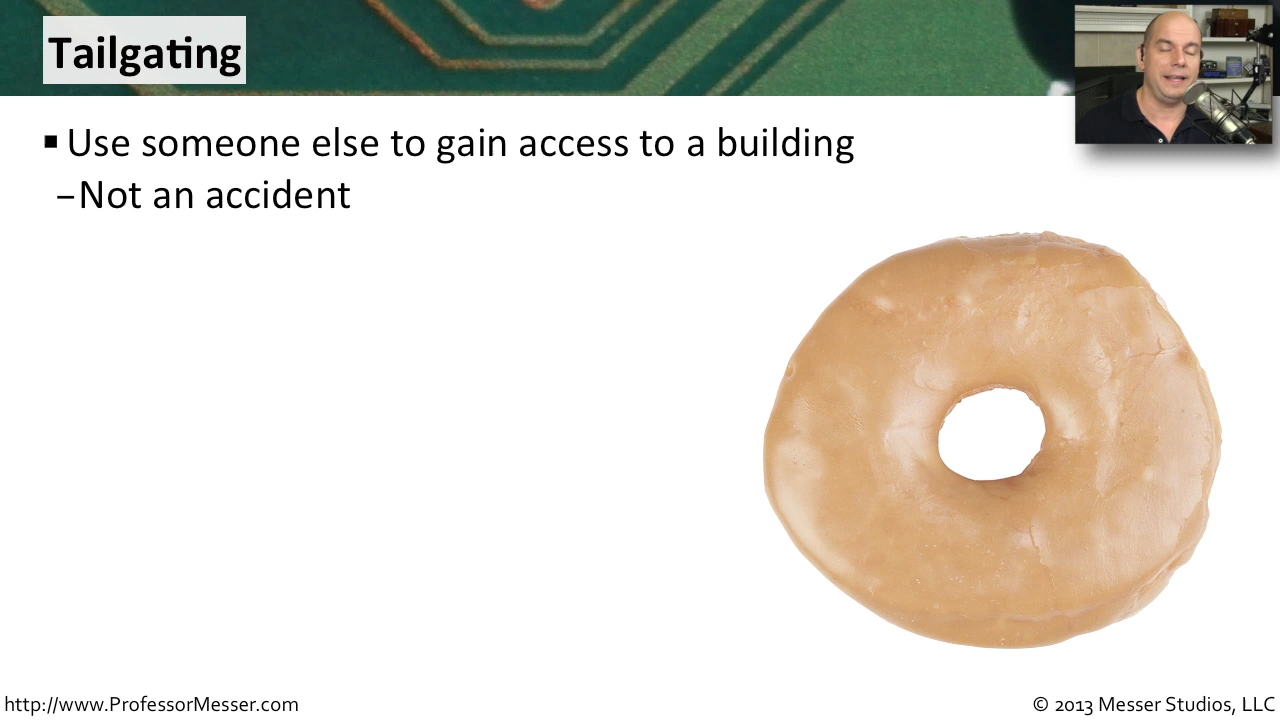 Tailgating
▪ Use someone else to gain access to a building
–Not an accident
http://www.ProfessorMesser.com
© 2013 Messer Studios, LLC